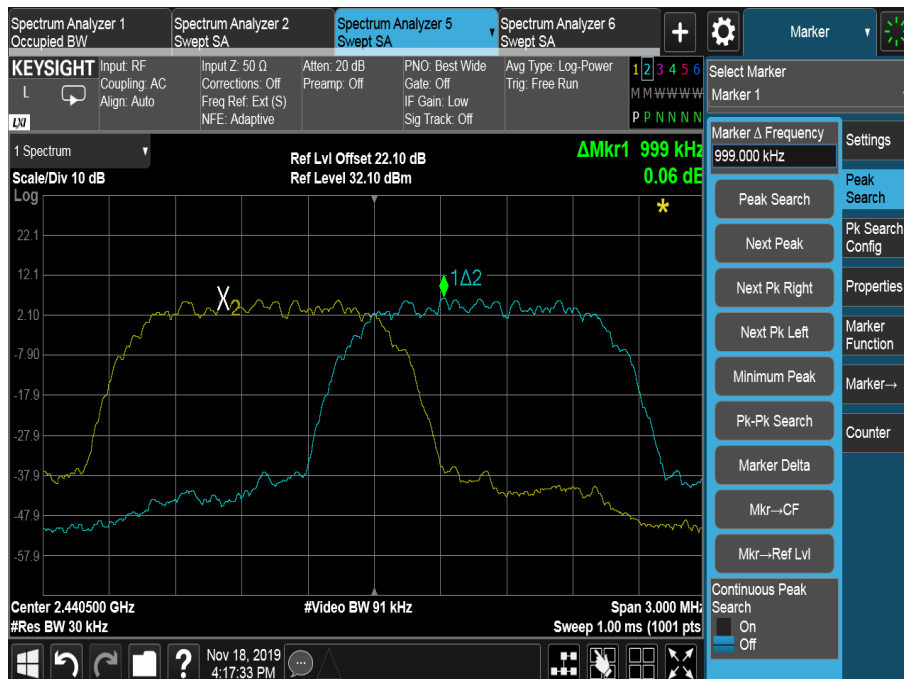 Spectrum Analyzer 1
Occupied BW
Spectrum Analyzer 2
Swept SA
Spectrum Analyzer 5
Swept SA
Spectrum Analyzer 6
Swept SA
+
Marker
KEYSIGHT
L
LXI
Input: RF
Coupling: AC
Align: Auto
Input Z: 50 Ω
Corrections: Off
Freq Ref: Ext (S)
NFE: Adaptive
Atten: 20 dB
Preamp: Off
PNO: Best Wide
Gate: Off
IF Gain: Low
Sig Track: Off
Avg Type: Log-Power
Trig: Free Run
1 2 3 4 5 6
M M W W W W
P P N N N N
Select Marker
Marker 1
1 Spectrum
Scale/Div 10 dB
Log
Ref Lvl Offset 22.10 dB
Ref Level 32.10 dBm
ΔMkr1 999 kHz
0.06 dB
*
22.1
12.1
2.10
-7.90
-17.9
-27.9
-37.9
-47.9
-57.9
X2
1Δ2
Center 2.440500 GHz
#Res BW 30 kHz
#Video BW 91 kHz
Span 3.000 MHz
Sweep 1.00 ms (1001 pts
Marker Δ Frequency
999.000 kHz
Peak Search
Next Peak
Next Pk Right
Next Pk Left
Minimum Peak
Pk-Pk Search
Marker Delta
Mkr→CF
Mkr→Ref Lvl
Continuous Peak
Search
On
Off
Settings
Peak
Search
Pk Search
Config
Properties
Marker
Function
Marker→
Counter
?
Nov 18, 2019
4:17:33 PM